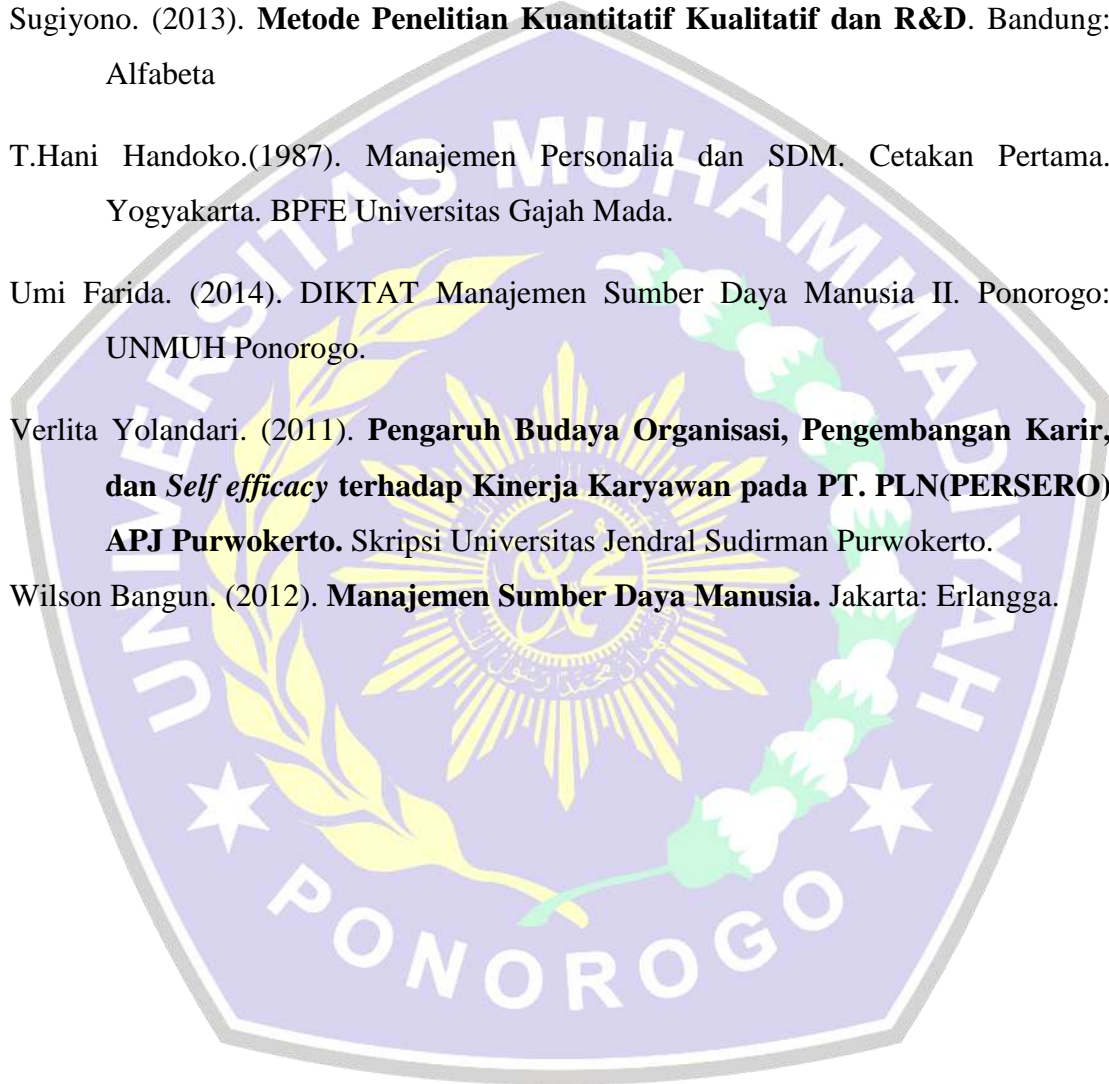 Sugiyono. (2013). Metode Penelitian Kuantitatif Kualitatif dan R&D. Bandung:
Alfabeta
T.Hani Handoko.(1987). Manajemen Personalia dan SDM. Cetakan Pertama.
Yogyakarta. BPFE Universitas Gajah Mada.
Umi Farida. (2014). DIKTAT Manajemen Sumber Daya Manusia II. Ponorogo:
UNMUH Ponorogo.
Verlita Yolandari. (2011). Pengaruh Budaya Organisasi, Pengembangan Karir,
dan Self efficacy terhadap Kinerja Karyawan pada PT. PLN(PERSERO)
APJ Purwokerto. Skripsi Universitas Jendral Sudirman Purwokerto.
Wilson Bangun. (2012). Manajemen Sumber Daya Manusia. Jakarta: Erlangga.
UNIVERSITAS MUHAMMADIYAH
PONOROGO